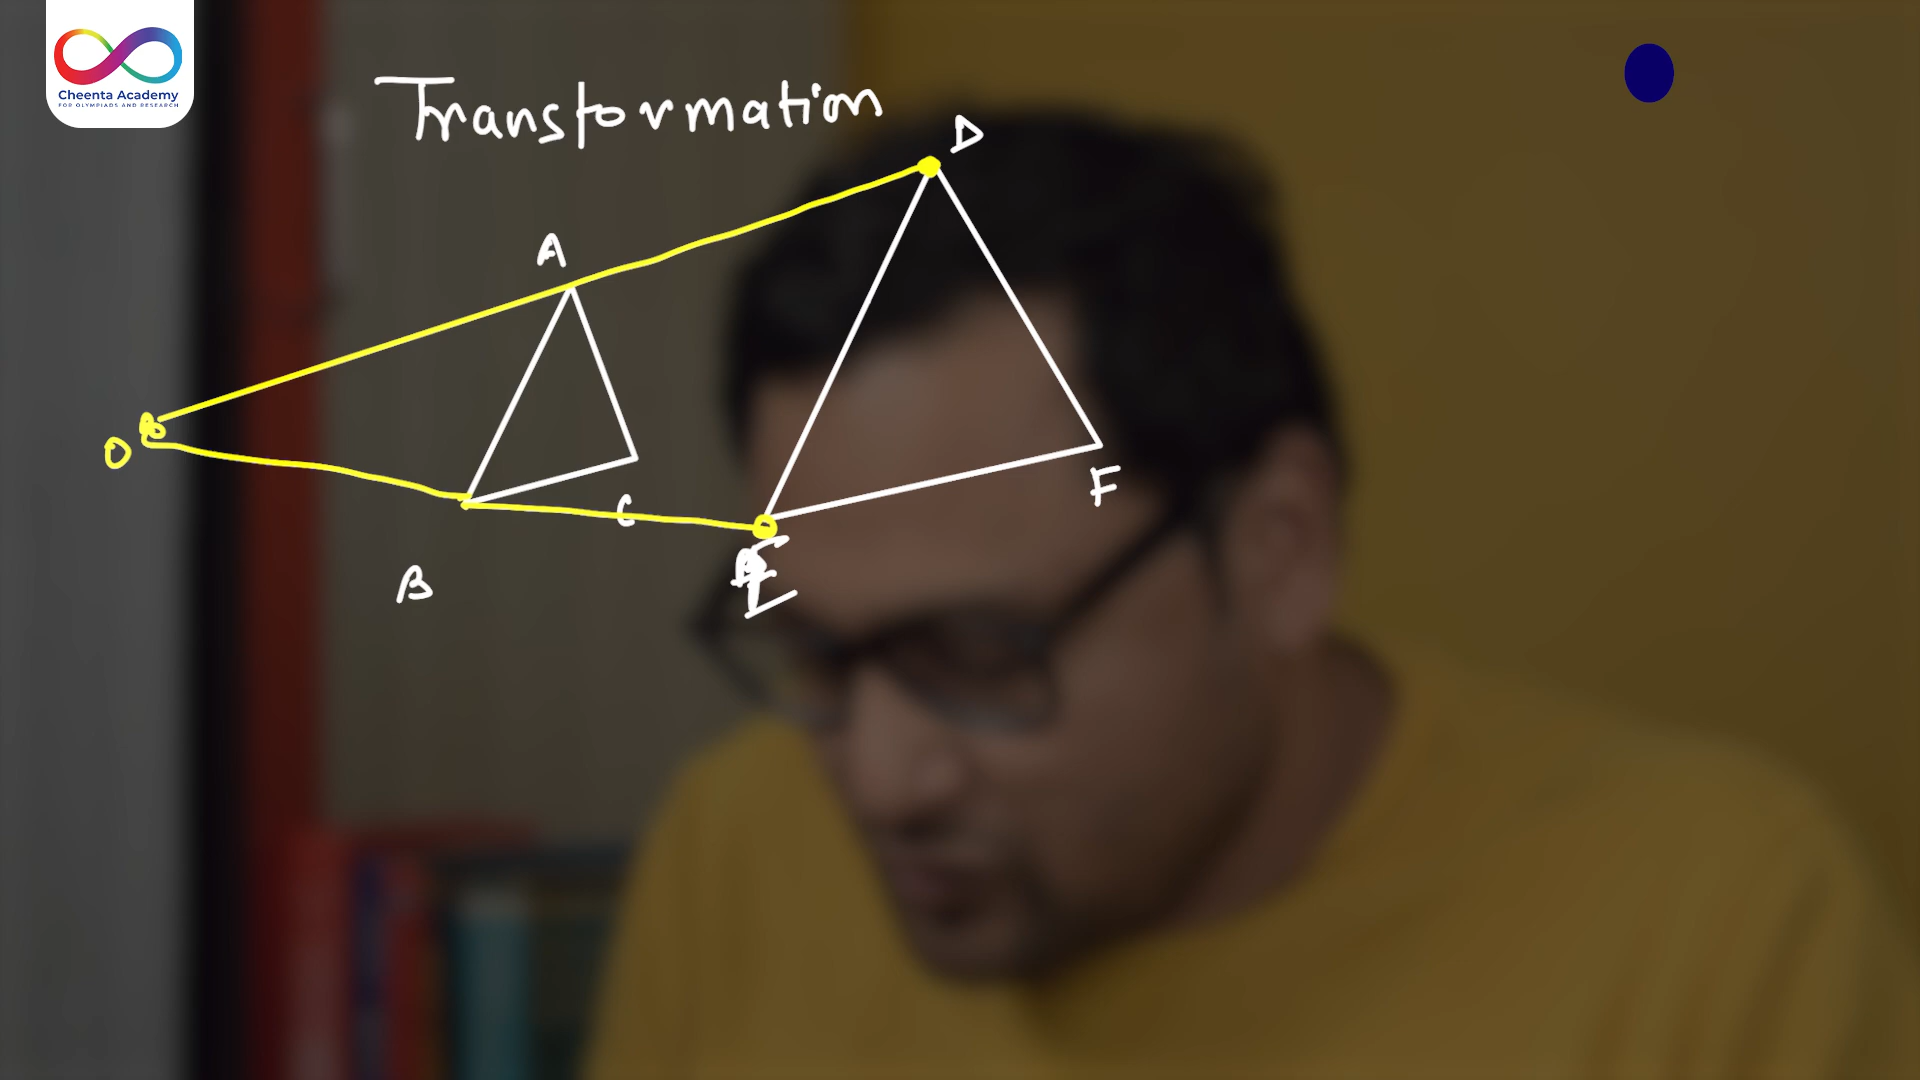 Cheenta Academy
FOR OLYMPIADS AND RESEARCH
Transformation
D
A
O
C
F
B
E